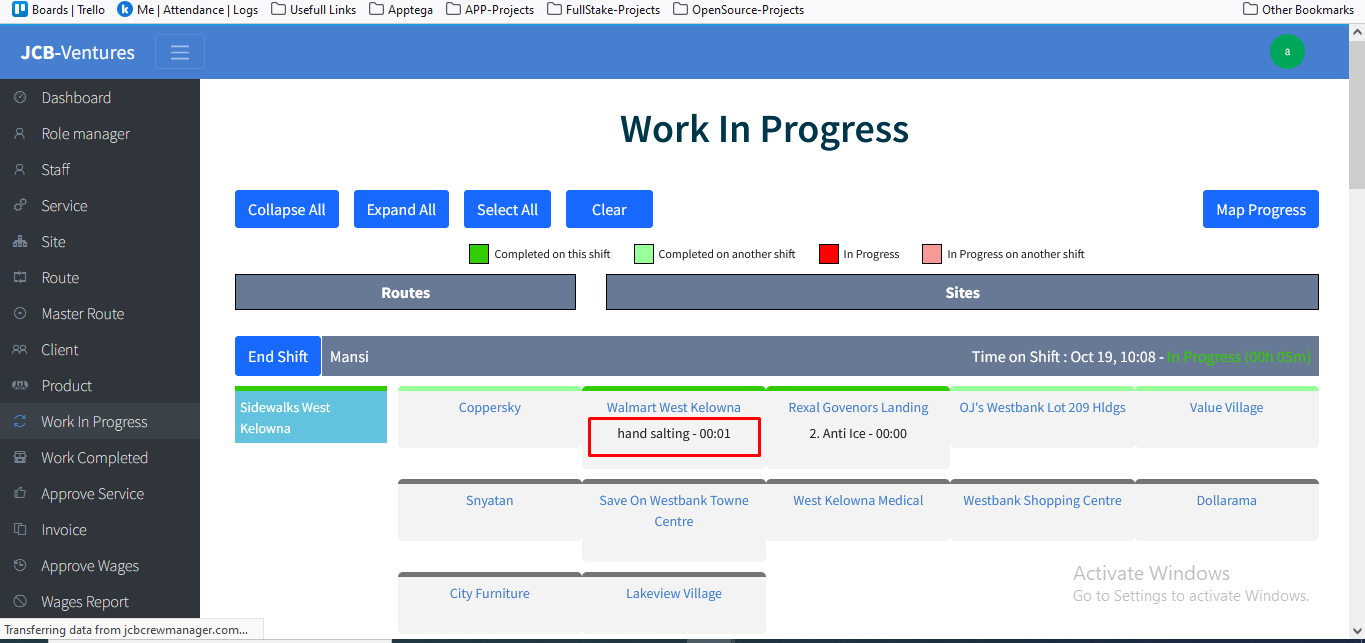 Boards | Trello Me | Attendance | Logs Usefull Links Apptega APP-Projects FullStake-Projects OpenSource-Projects Other Bookmarks
JCB-Ventures
a
Dashboard
Role manager
Staff
Service
Site
Route
Master Route
Client
Product
Work In Progress
Work Completed
Approve Service
Invoice
Approve Wages
Wages Report
Work In Progress
Collapse All Expand All Select All Clear Map Progress
Completed on this shift Completed on another shift In Progress In Progress on another shift
Routes Sites
End Shift Mansi Time on Shift : Oct 19, 10:08 - In Progress (00h 05m)
Sidewalks West
Kelowna
Coppersky Walmart West Kelowna Rexal Govenors Landing OJ's Westbank Lot 209 Hldgs Value Village
hand salting - 00:01 2. Anti Ice - 00:00
Snyatan Save On Westbank Towne West Kelowna Medical Westbank Shopping Centre Dollarama
Centre
City Furniture Lakeview Village
Activate Windows
Go to Settings to activate Windows.
Transferring data from jcbcrewmanager.com...